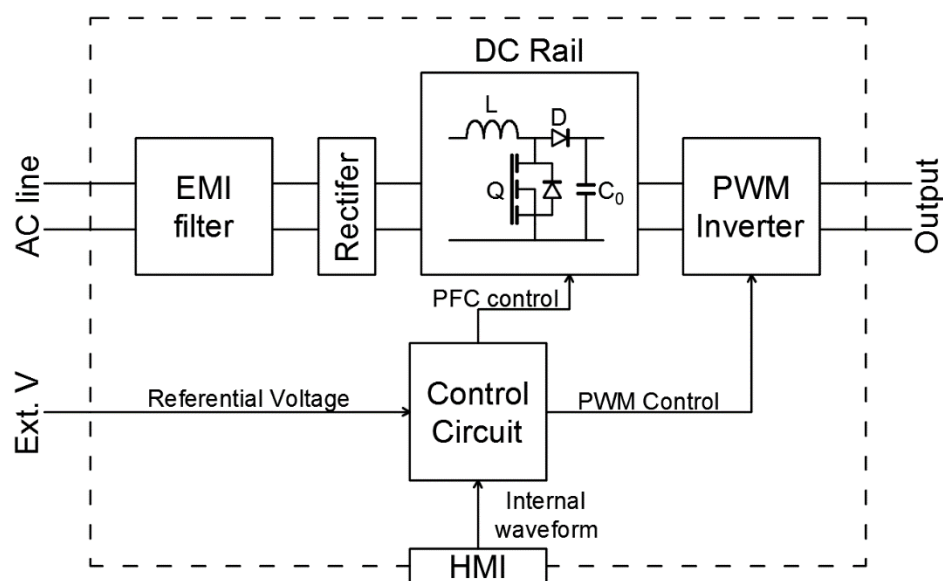 DC Rail
L
D
Q
C0
AC line
EMI
filter
Rectifer
PWM
Inverter
Output
PFC control
Ext. V
Referential Voltage
Control
Circuit
PWM Control
Internal
waveform
HMI